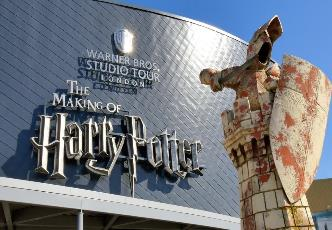 WARNER BROS.
STUDIO TOUR
LONDON
THE
MAKING OF
Harry Potter